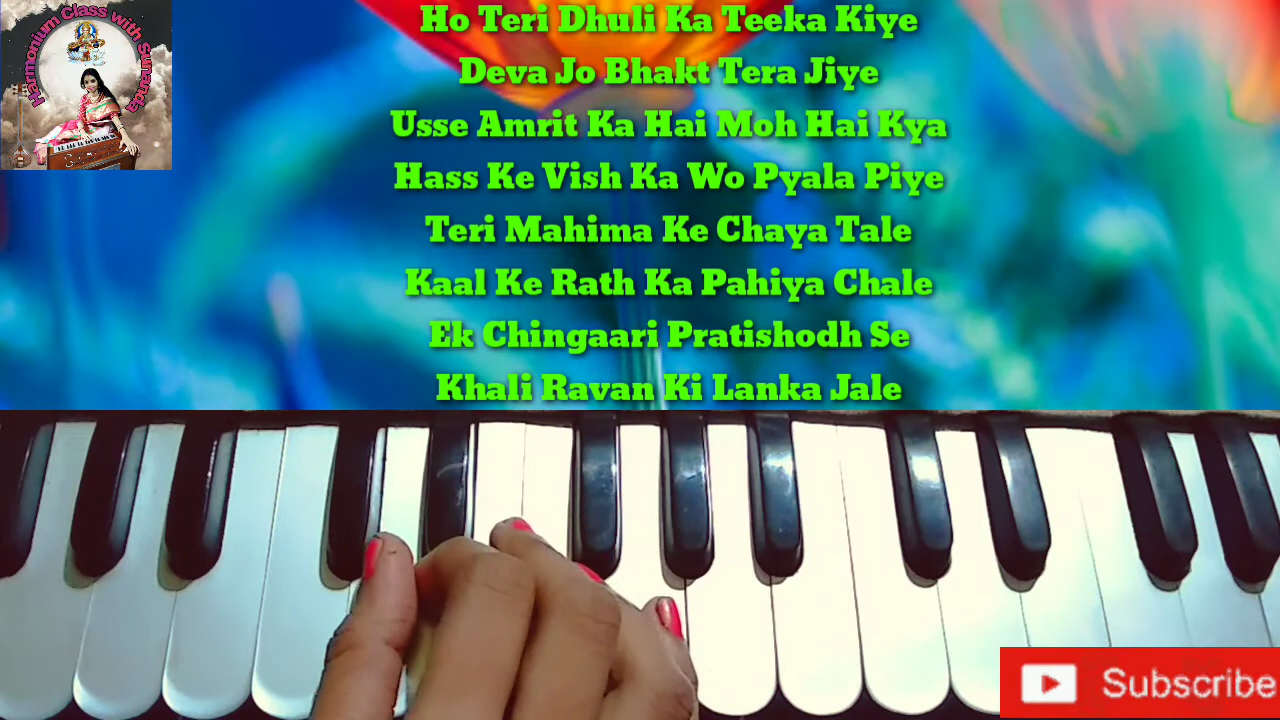 Harmonium Class with Sunanda
Ho Teri Dhuli Ka Teeka Kiye
Deva Jo Bhakt Tera Jiye
Usse Amrit Ka Hai Moh Hai Kya
Hass Ke Vish Ka Wo Pyala Piye
Teri Mahima Ke Chaya Tale
Kaal Ke Rath Ka Pahiya Chale
Ek Chingaari Pratishodh Se
Khali Ravan Ki Lanka Jale
Subscribe